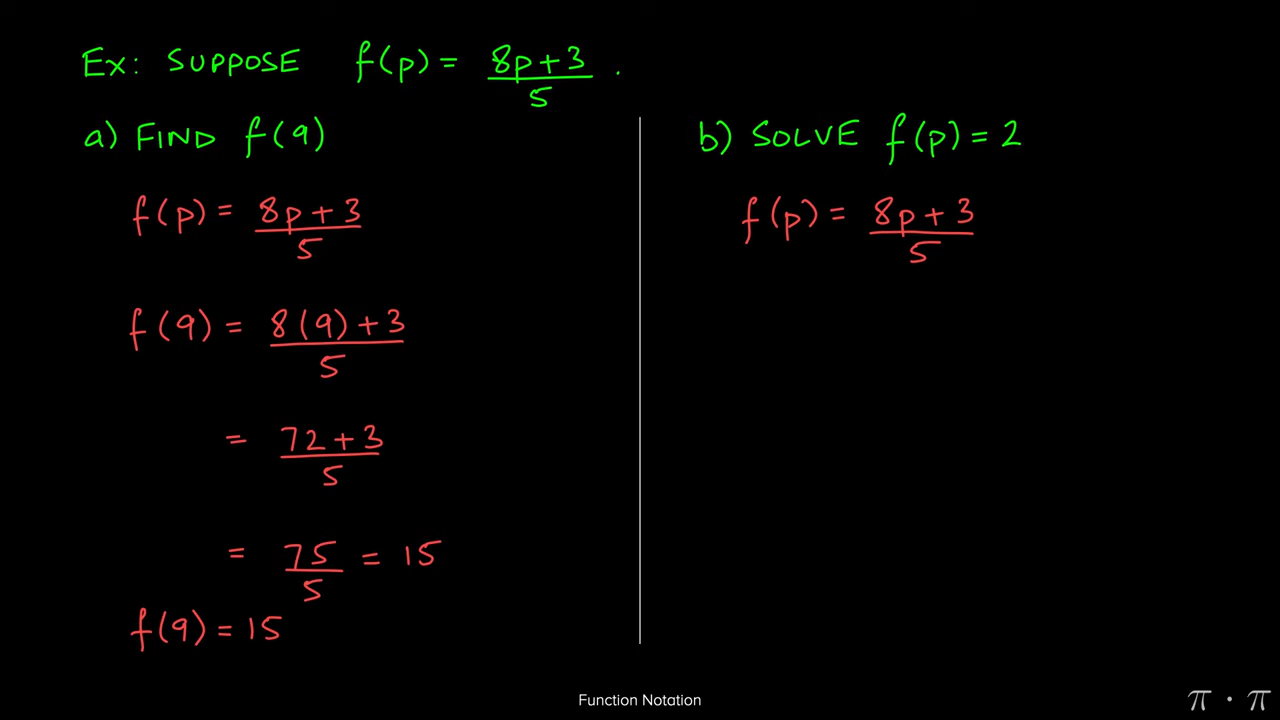 Ex: SUPPOSE f(p) = (8p + 3)/5 .
a) FIND f(9)
f(p) = (8p + 3)/5
f(9) = (8(9) + 3)/5
= (72 + 3)/5
= 75/5 = 15
f(9) = 15
b) SOLVE f(p) = 2
f(p) = (8p + 3)/5
Function Notation
π · π